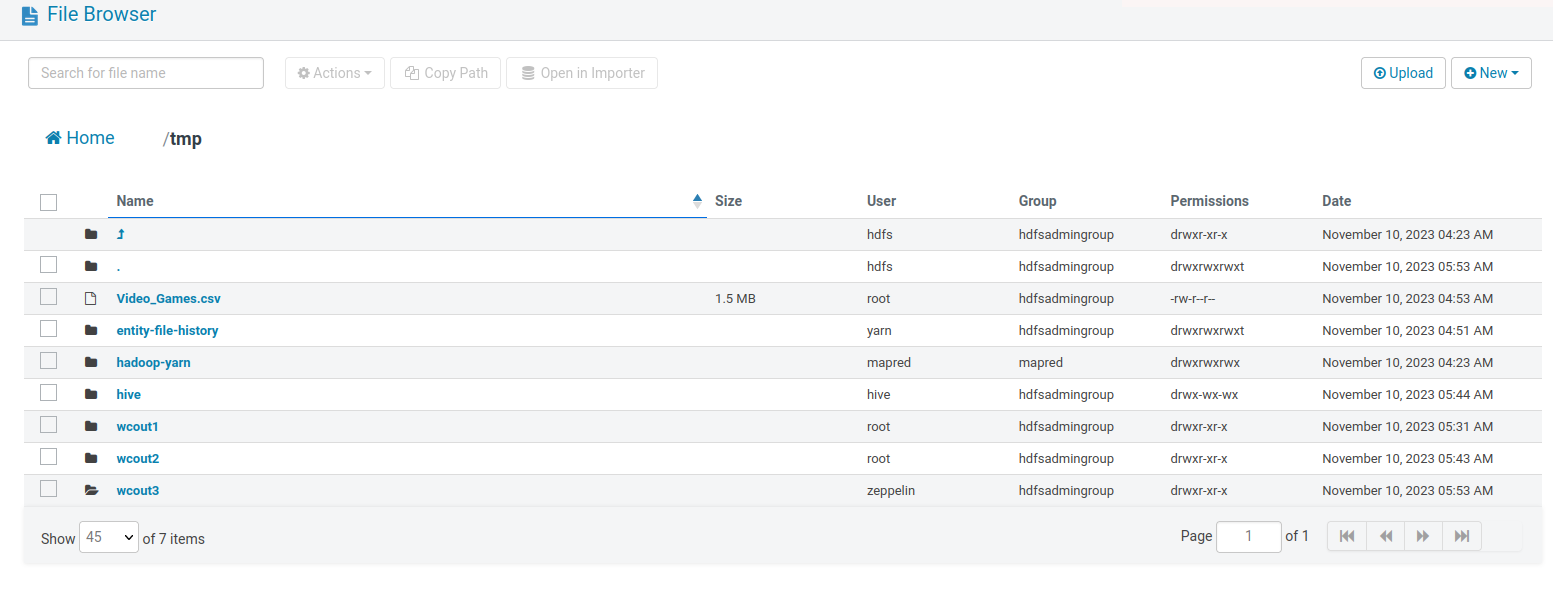 File Browser
Search for file name Actions Copy Path Open in Importer Upload New
Home /tmp
Name Size User Group Permissions Date
hdfs hdfsadmingroup drwxr-xr-x November 10, 2023 04:23 AM
. hdfs hdfsadmingroup drwxrwxrwxt November 10, 2023 05:53 AM
Video_Games.csv 1.5 MB root hdfsadmingroup -rw-r--r-- November 10, 2023 04:53 AM
entity-file-history yarn hdfsadmingroup drwxrwxrwxt November 10, 2023 04:51 AM
hadoop-yarn mapred mapred drwxrwxrwx November 10, 2023 04:23 AM
hive hive hdfsadmingroup drwx-wx-wx November 10, 2023 05:44 AM
wcout1 root hdfsadmingroup drwxr-xr-x November 10, 2023 05:31 AM
wcout2 root hdfsadmingroup drwxr-xr-x November 10, 2023 05:43 AM
wcout3 zeppelin hdfsadmingroup drwxr-xr-x November 10, 2023 05:53 AM
Show 45 of 7 items Page 1 of 1